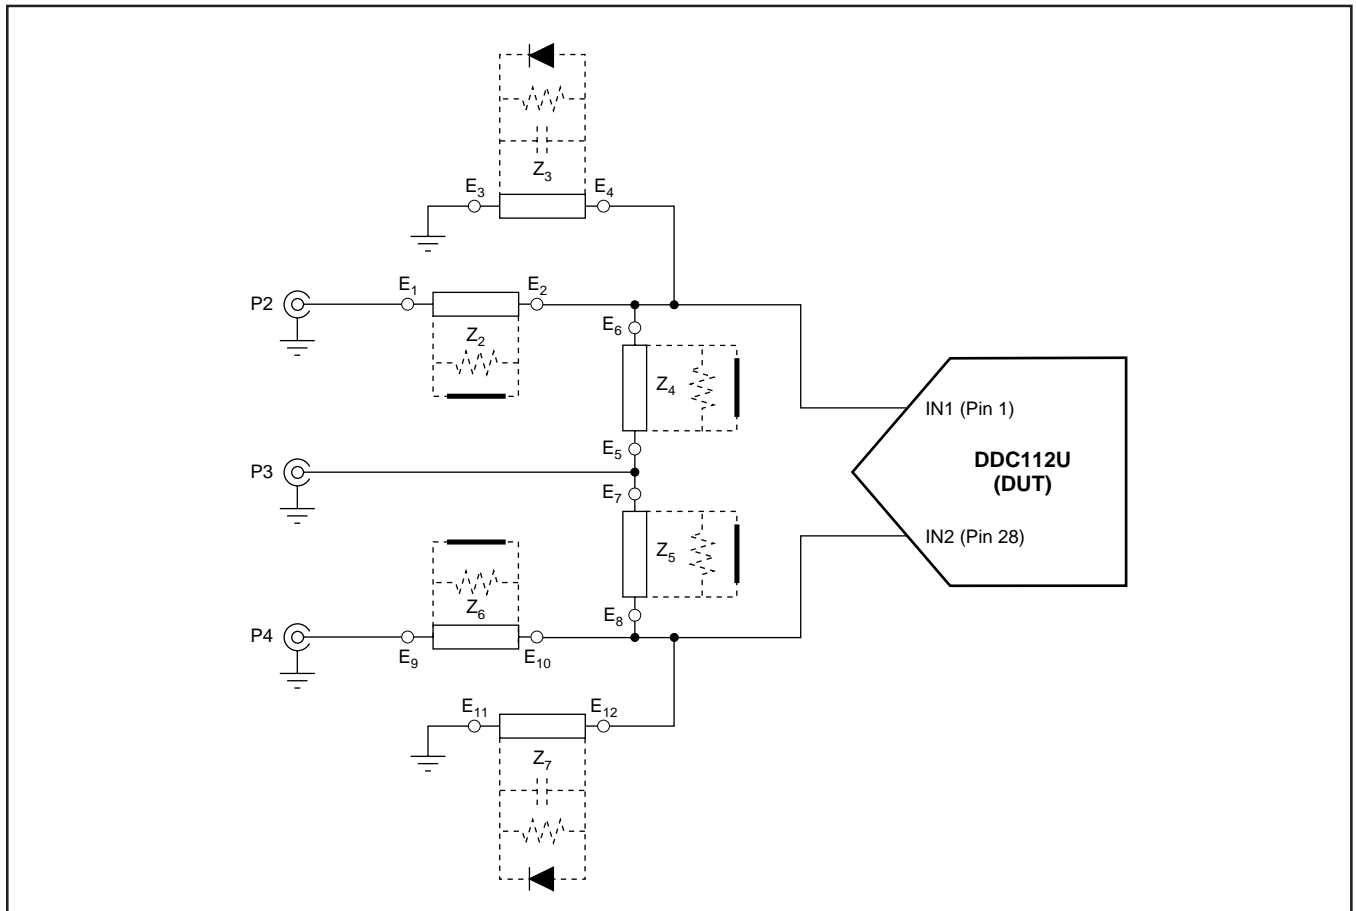 Z3
E3 E4
P2 E1 E2
Z2
E6
Z4
E5
IN1 (Pin 1)
DDC112U
(DUT)
P3
E7
Z5
IN2 (Pin 28)
Z6
E8
P4 E9 E10
E11 E12
Z7